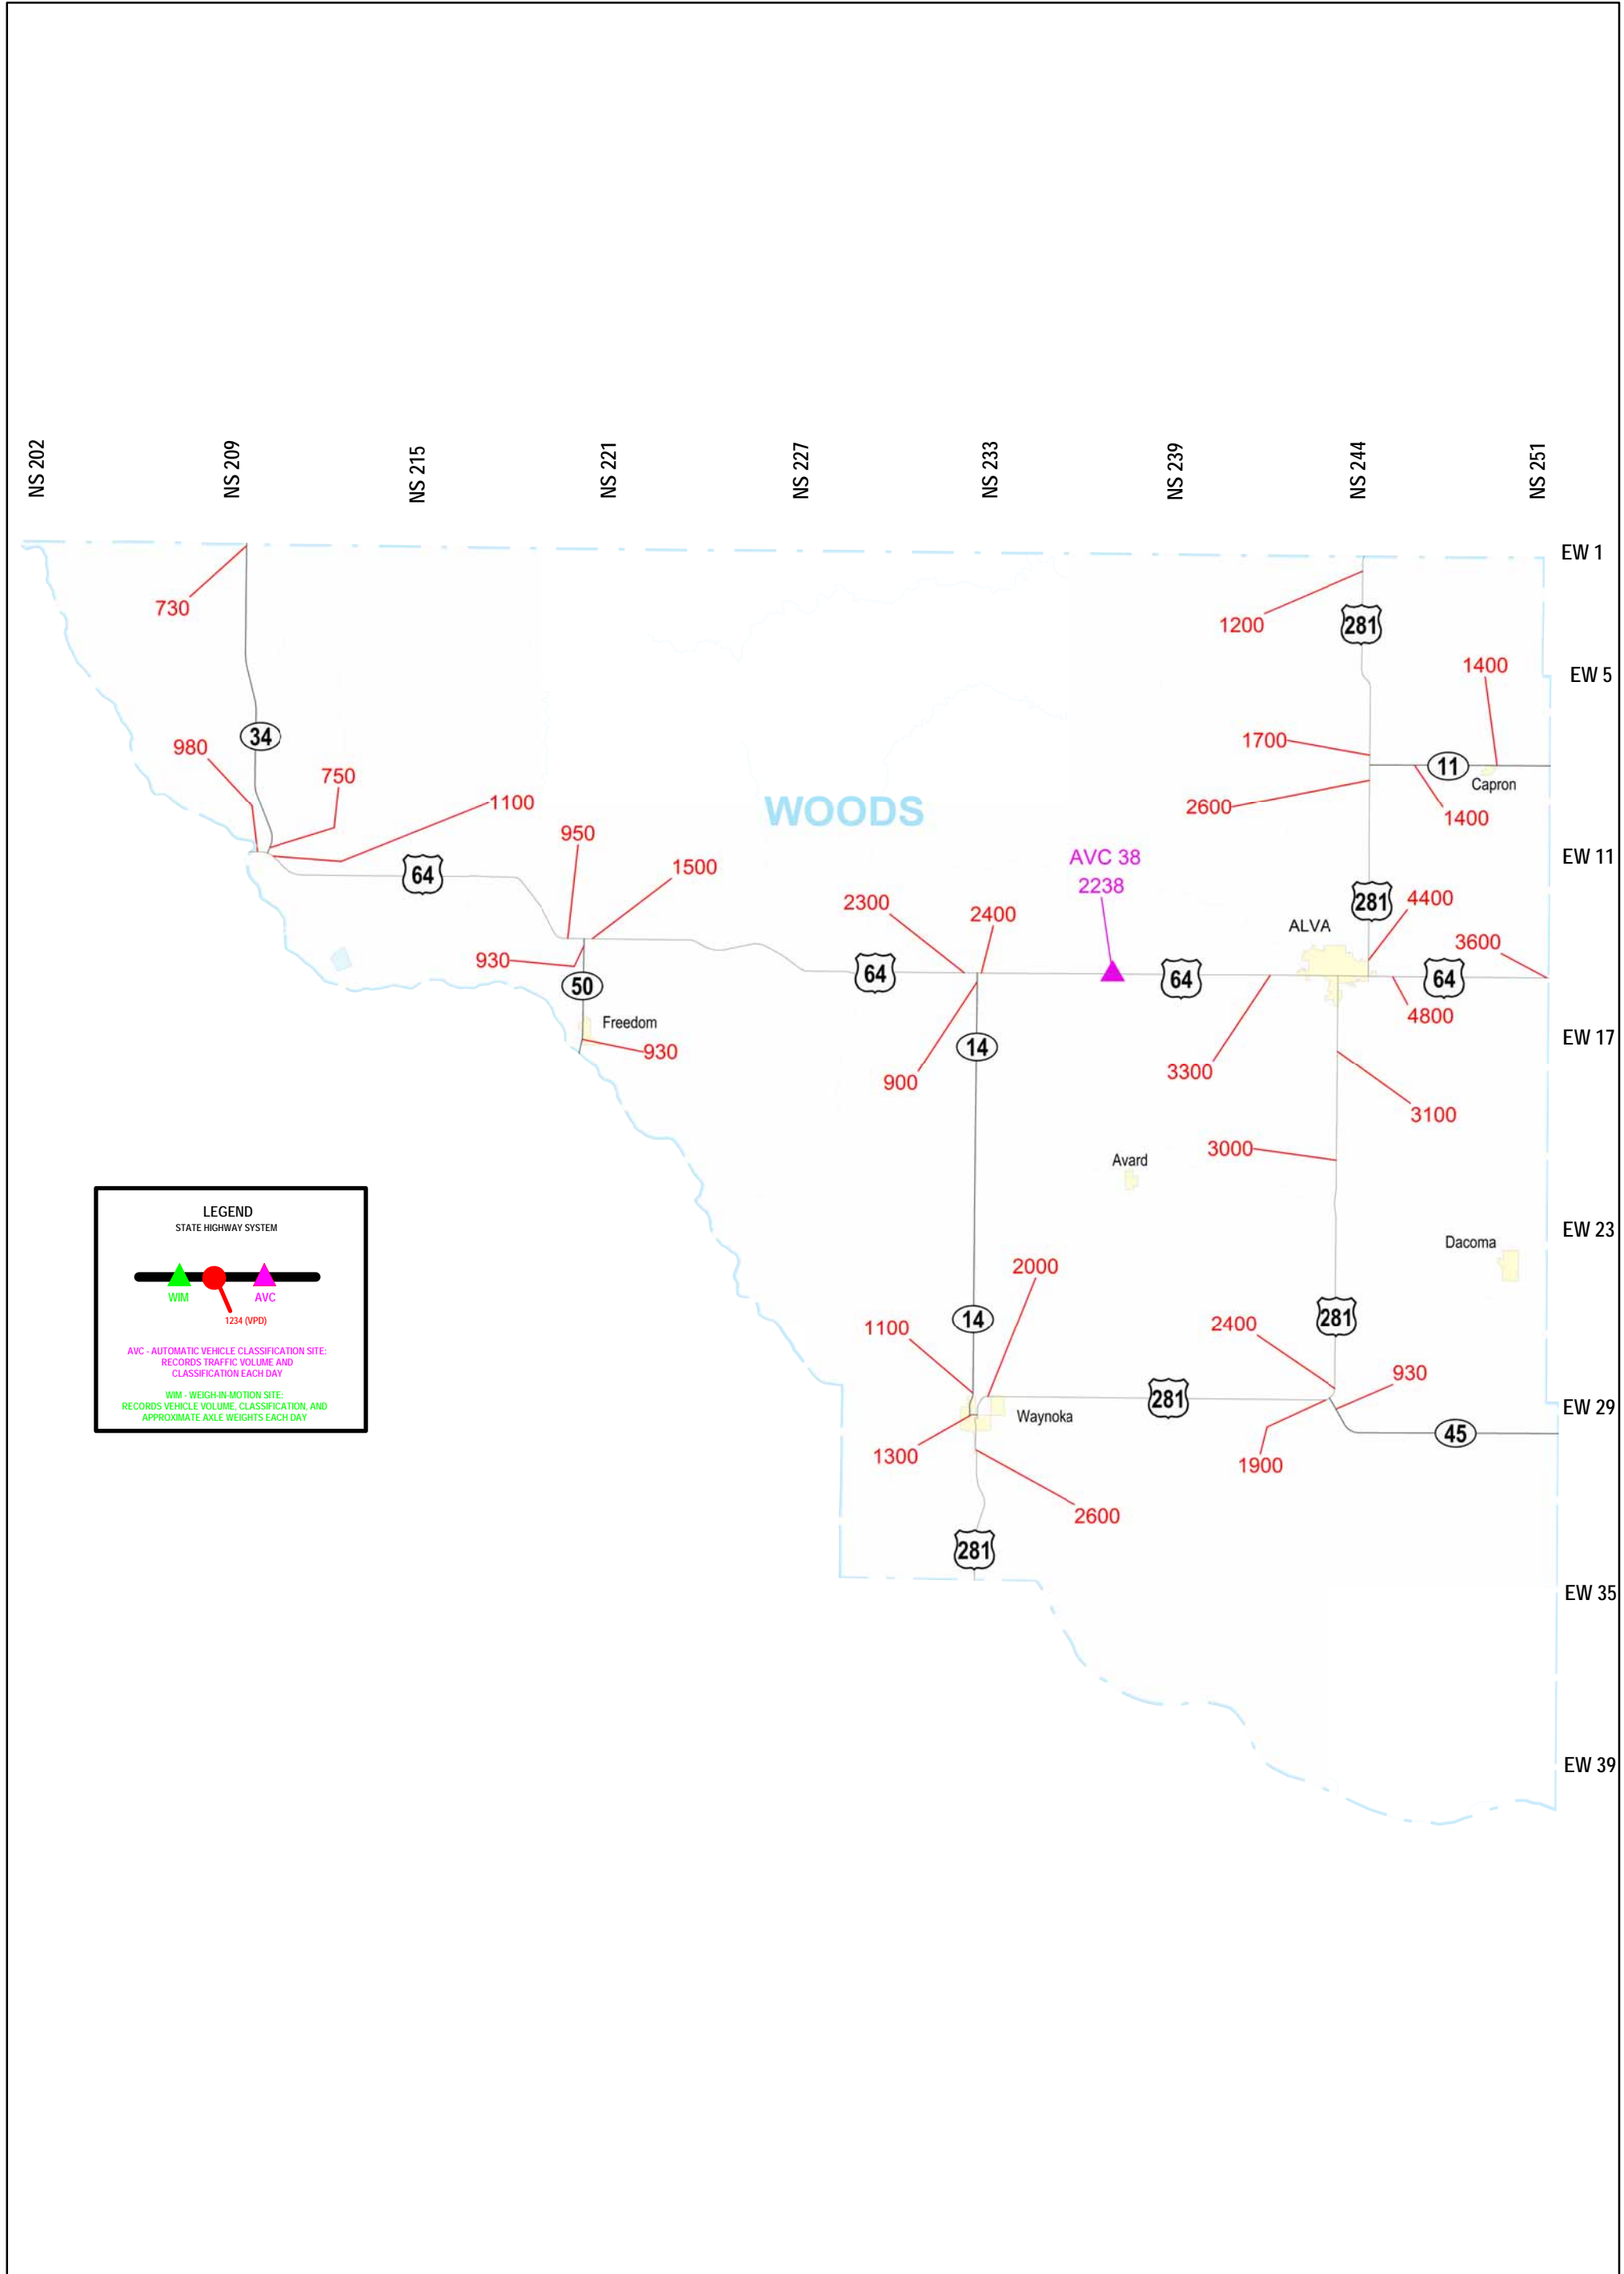 NS 202
NS 209
NS 215
NS 221
NS 227
NS 233
NS 239
NS 244
NS 251
EW 1
730
1200
281
EW 5
1400
34
980
1700
11
750
Capron
1100
WOODS
2600
1400
950
EW 11
64
AVC 38
1500
2238
281
4400
2300
2400
ALVA
3600
930
64
64
64
50
4800
Freedom
EW 17
930
14
900
3300
3100
3000
Avard
LEGEND
STATE HIGHWAY SYSTEM
EW 23
Dacoma
2000
WIM
AVC
1234 (VPD)
14
281
1100
2400
AVC - AUTOMATIC VEHICLE CLASSIFICATION SITE:
RECORDS TRAFFIC VOLUME AND
CLASSIFICATION EACH DAY
930
WIM - WEIGH-IN-MOTION SITE:
RECORDS VEHICLE VOLUME, CLASSIFICATION, AND
APPROXIMATE AXLE WEIGHTS EACH DAY
281
EW 29
Waynoka
45
1300
1900
2600
281
EW 35
EW 39